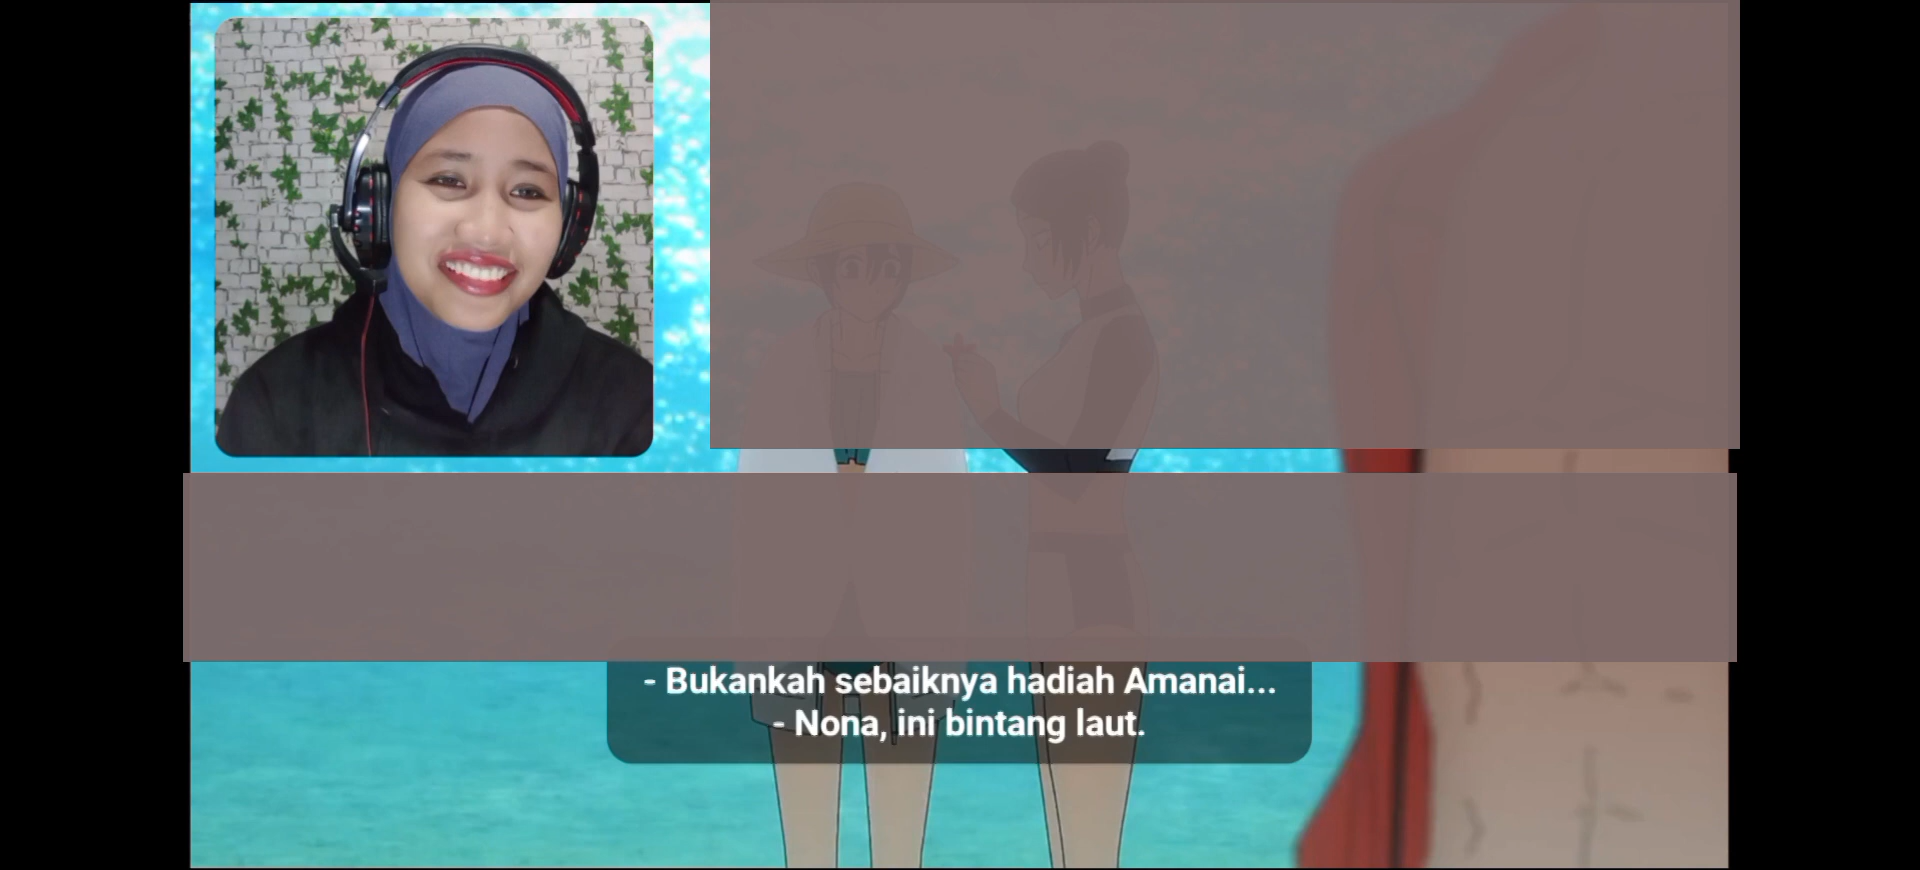 - Bukankah sebaiknya hadiah Amanai...
- Nona, ini bintang laut.